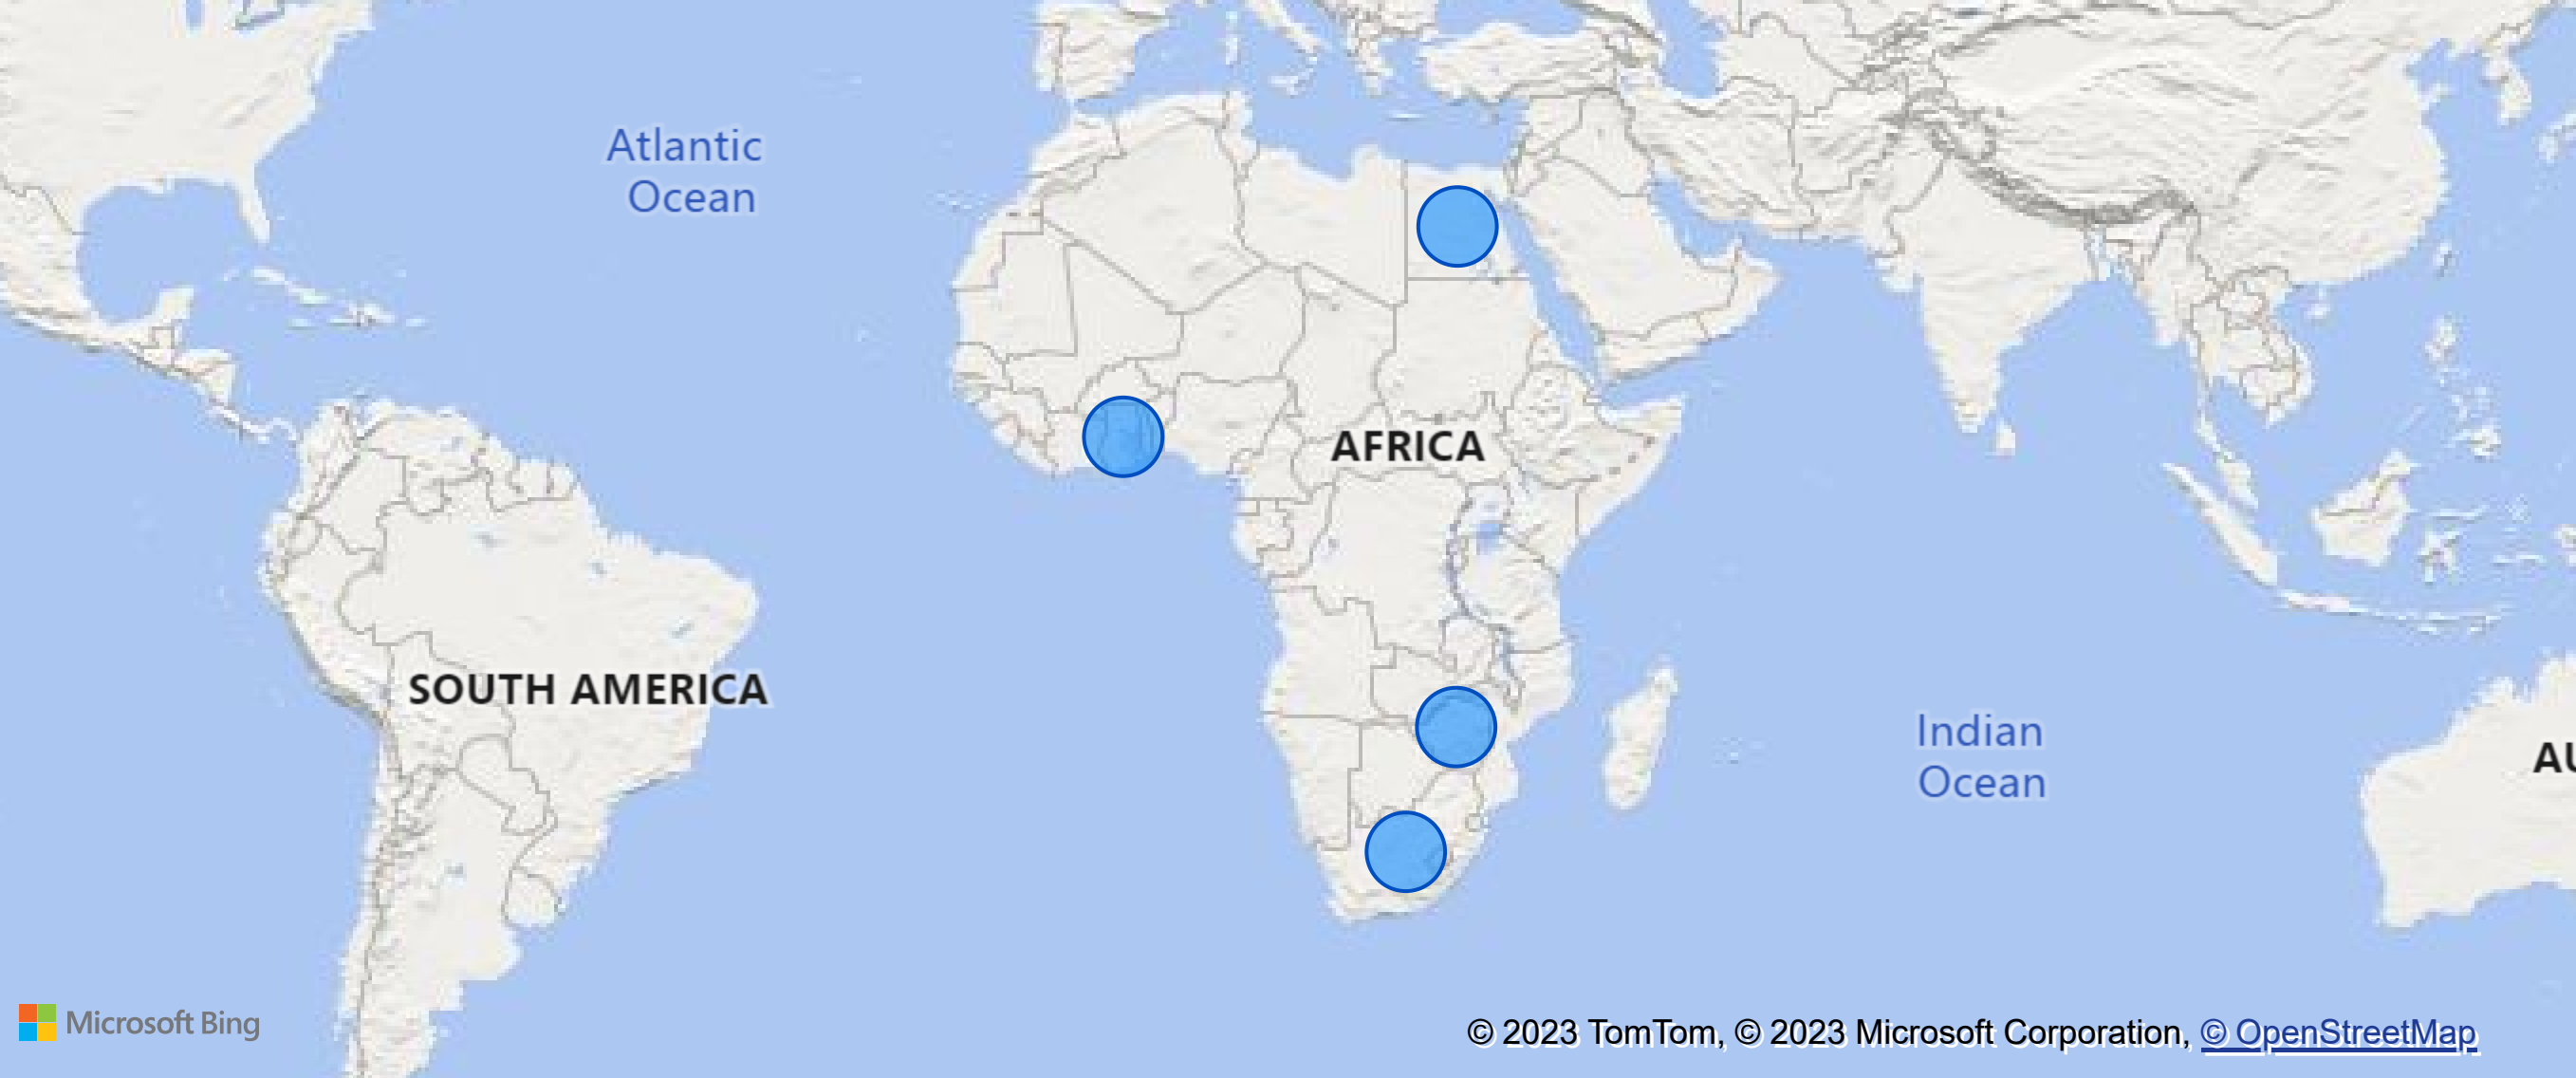 Atlantic
Ocean
AFRICA
SOUTH AMERICA
Indian
Ocean
AU
Microsoft Bing
© 2023 TomTom, © 2023 Microsoft Corporation, © OpenStreetMap